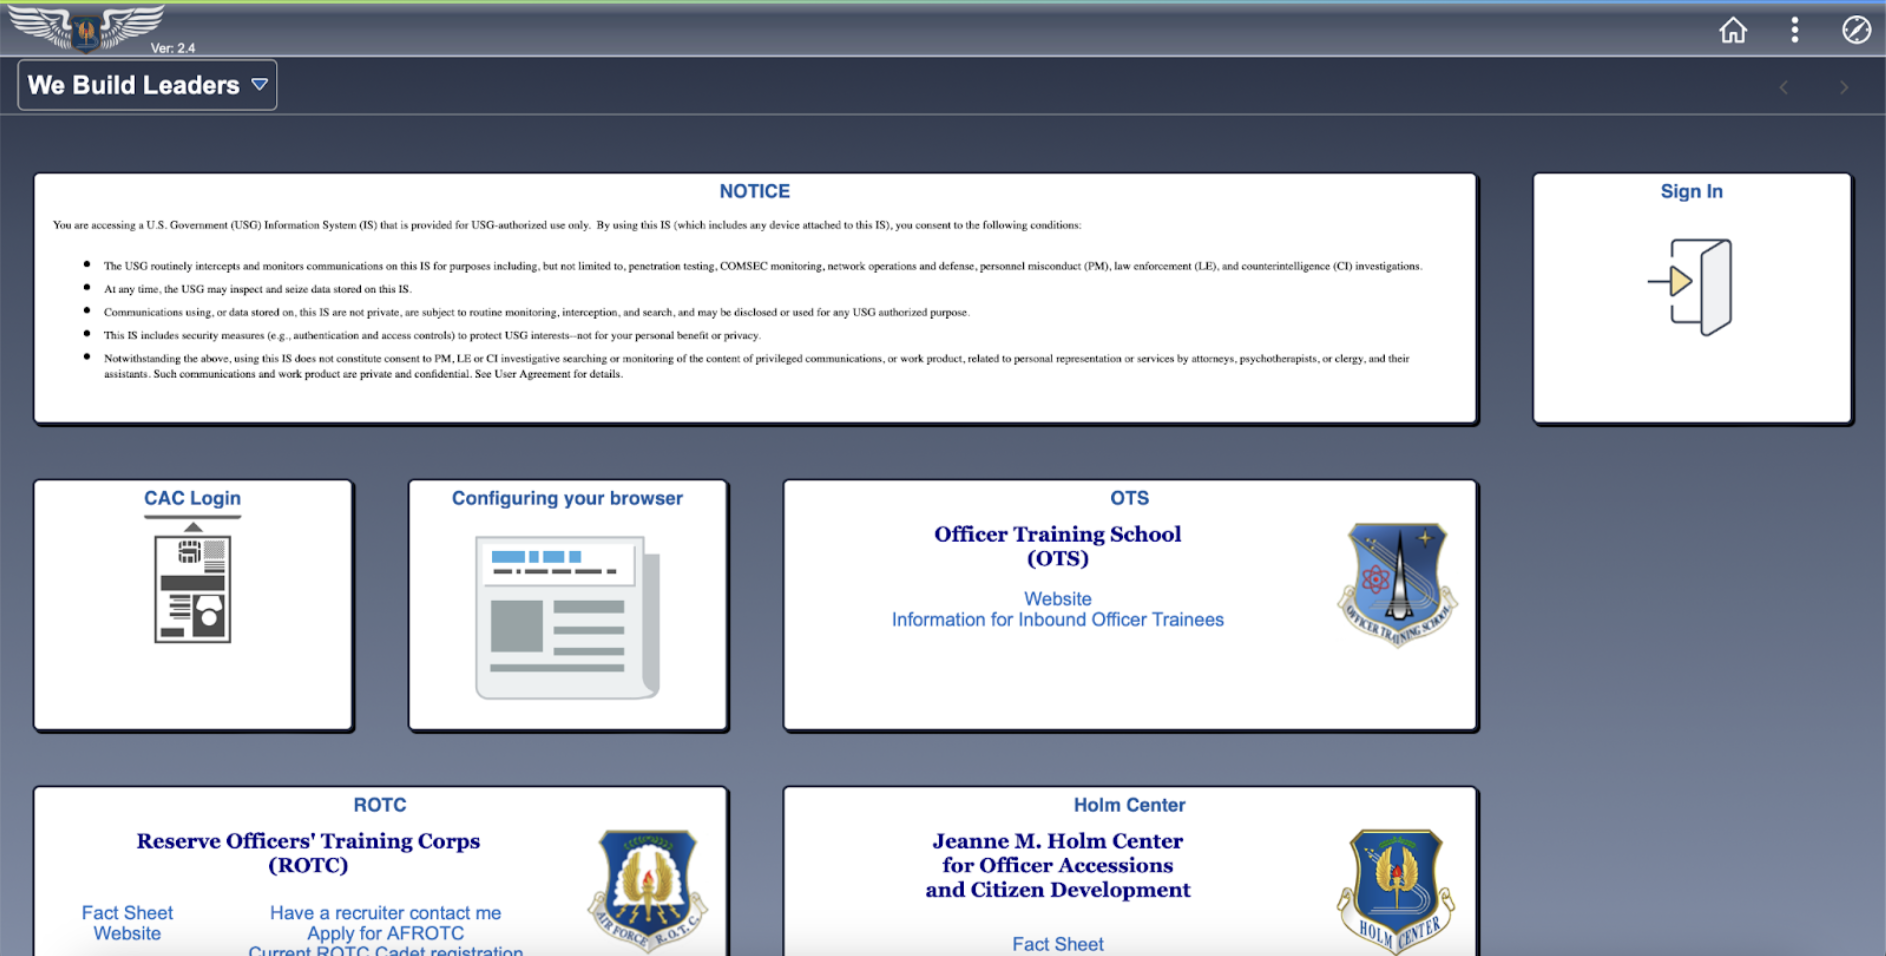 Ver: 2.4
We Build Leaders
NOTICE
You are accessing a U.S. Government (USG) Information System (IS) that is provided for USG-authorized use only. By using this IS (which includes any device attached to this IS), you consent to the following conditions:
The USG routinely intercepts and monitors communications on this IS for purposes including, but not limited to, penetration testing, COMSEC monitoring, network operations and defense, personnel misconduct (PM), law enforcement (LE), and counterintelligence (CI) investigations.
At any time, the USG may inspect and seize data stored on this IS.
Communications using, or data stored on, this IS are not private, are subject to routine monitoring, interception, and search, and may be disclosed or used for any USG authorized purpose.
This IS includes security measures (e.g., authentication and access controls) to protect USG interests--not for your personal benefit or privacy.
Notwithstanding the above, using this IS does not constitute consent to PM, LE or CI investigative searching or monitoring of the content of privileged communications, or work product, related to personal representation or services by attorneys, psychotherapists, or clergy, and their
assistants. Such communications and work product are private and confidential. See User Agreement for details.
Sign In
CAC Login
Configuring your browser
OTS
Officer Training School
(OTS)
Website
Information for Inbound Officer Trainees
OFFICER TRAINING SCHOOL
ROTC
Reserve Officers' Training Corps
(ROTC)
Fact Sheet
Website
Have a recruiter contact me
Apply for AFROTC
Current ROTC Cadet registration
AIR FORCE R.O.T.C.
Holm Center
Jeanne M. Holm Center
for Officer Accessions
and Citizen Development
Fact Sheet
HOLM CENTER